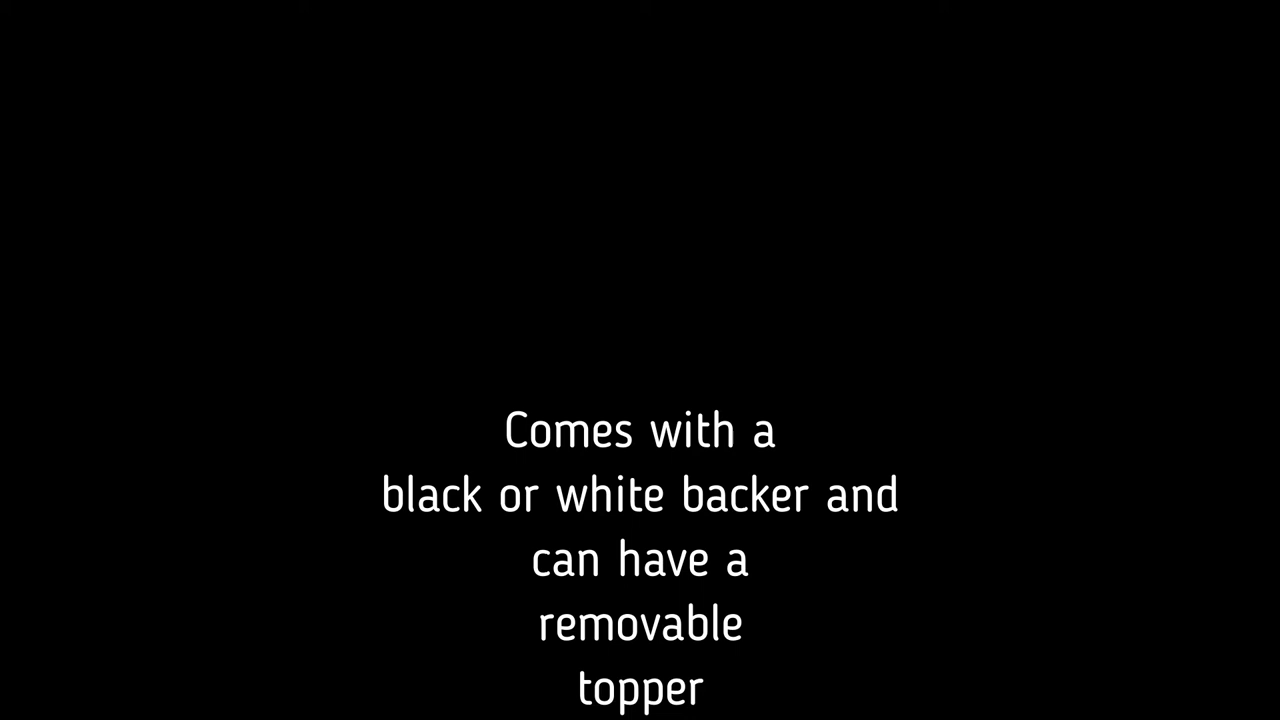 Comes with a
black or white backer and
can have a
removable
topper